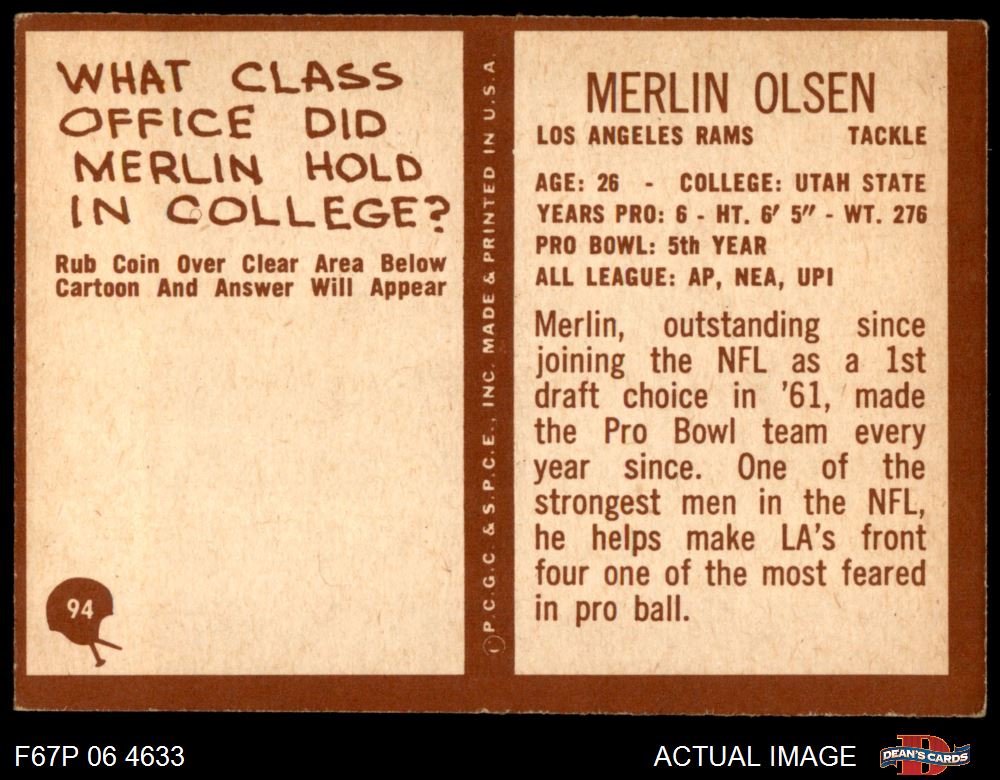 WHAT CLASS
OFFICE DID
MERLIN HOLD
IN COLLEGE?
Rub Coin Over Clear Area Below
Cartoon And Answer Will Appear
94
©P.C.G.C & S.P.C.E., INC. MADE & PRINTED IN U.S.A.
MERLIN OLSEN
LOS ANGELES RAMS TACKLE
AGE: 26 - COLLEGE: UTAH STATE
YEARS PRO: 6 - HT. 6' 5" - WT. 276
PRO BOWL: 5th YEAR
ALL LEAGUE: AP, NEA, UPI
Merlin, outstanding since
joining the NFL as a 1st
draft choice in '61, made
the Pro Bowl team every
year since. One of the
strongest men in the NFL,
he helps make LA's front
four one of the most feared
in pro ball.
F67P 06 4633
ACTUAL IMAGE
DEAN'S CARDS